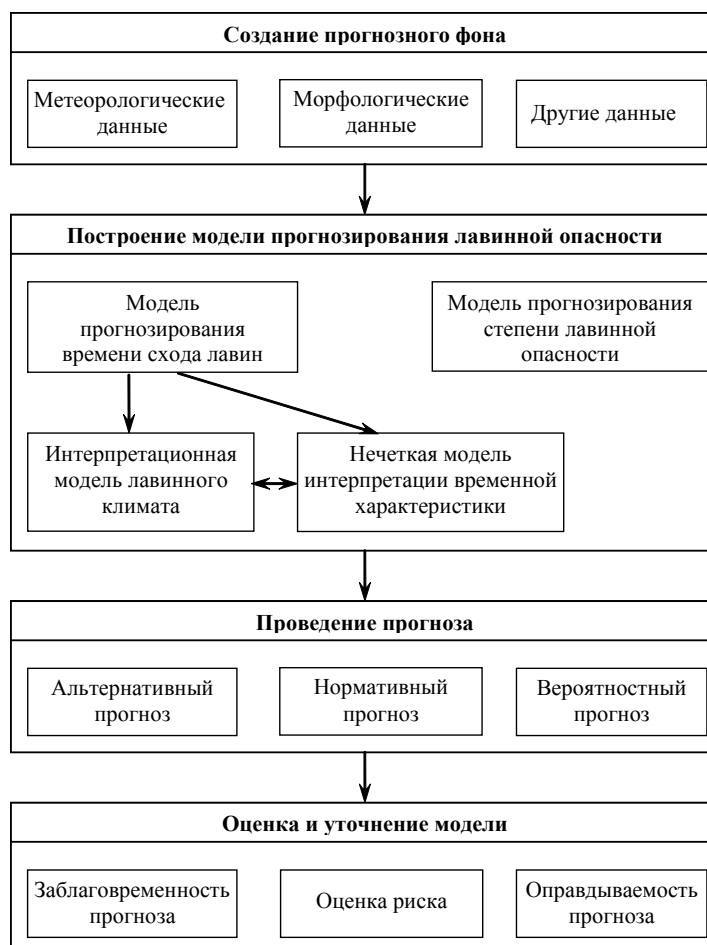 Создание прогнозного фона
Метеорологические
данные
Морфологические
данные
Другие данные
Построение модели прогнозирования лавинной опасности
Модель
прогнозирования
времени схода лавин
Модель прогнозирования
степени лавинной
опасности
Интерпретационная
модель лавинного
климата
Нечеткая модель
интерпретации временной
характеристики
Проведение прогноза
Альтернативный
прогноз
Нормативный
прогноз
Вероятностный
прогноз
Оценка и уточнение модели
Заблаговременность
прогноза
Оценка риска
Оправдываемость
прогноза